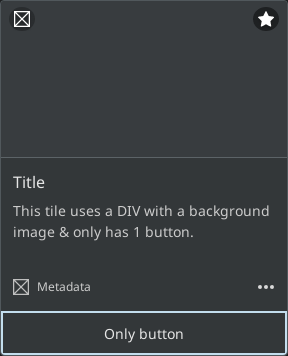 Title
This tile uses a DIV with a background
image & only has 1 button.
Metadata
Only button